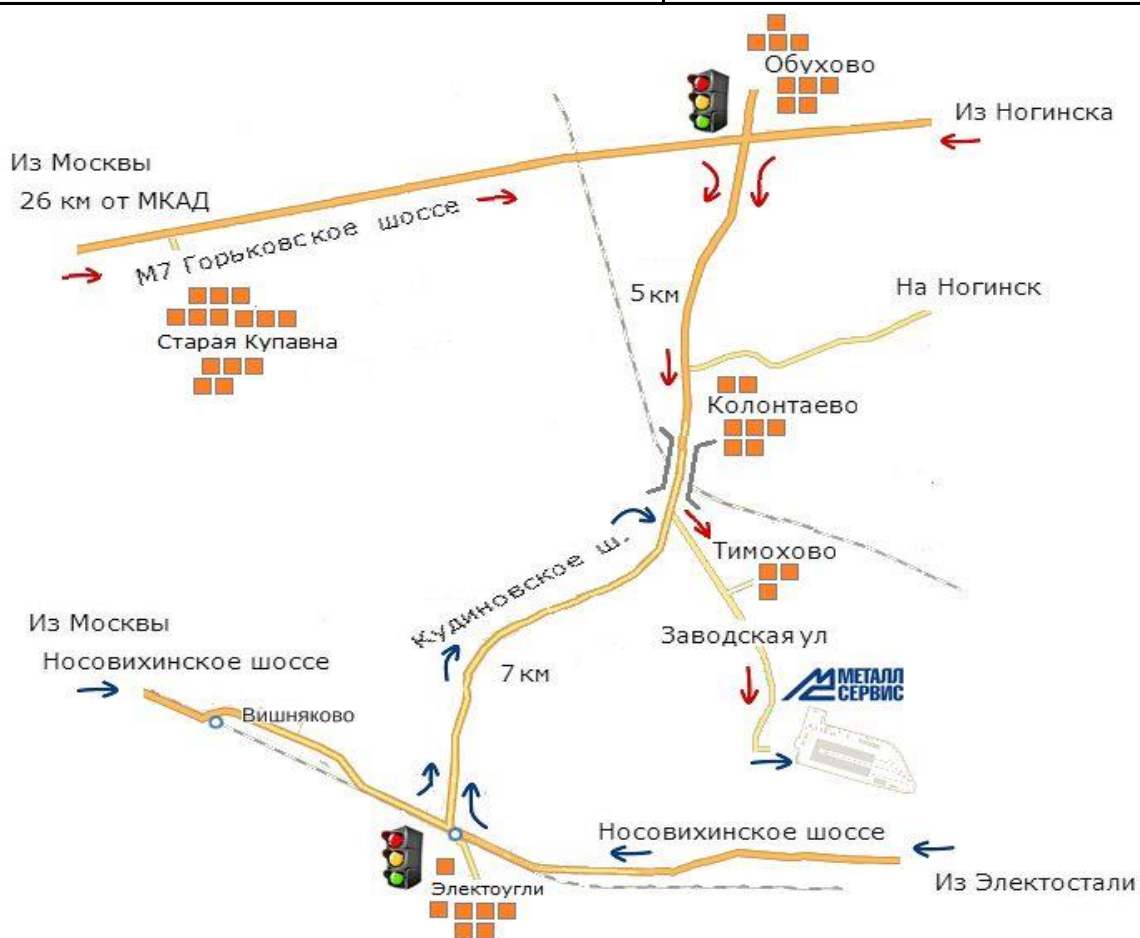 Обухово
Из Ногинска
Из Москвы
26 км от МКАД
М7 Горьковское шоссе
5 км
На Ногинск
Старая Купавна
Колонтаево
Кудиновское ш.
Тимохово
Из Москвы
Носовихинское шоссе
Заводская ул
7 км
МЕТАЛЛ
СЕРВИС
Вишняково
Носовихинское шоссе
Электоугли
Из Электостали